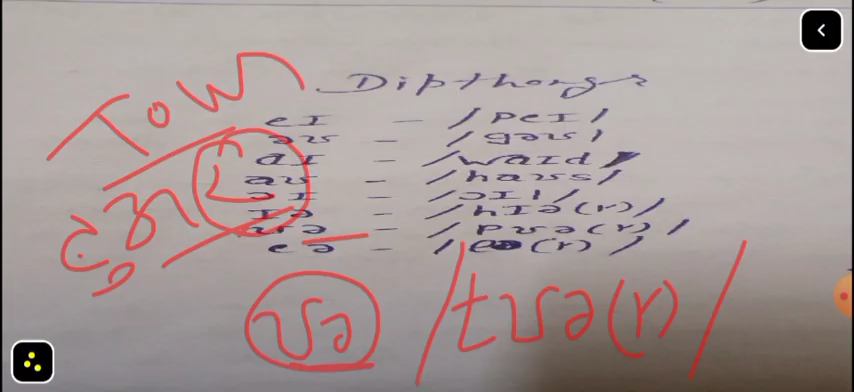 Dipthongs
eɪ - /peɪ/
əʊ - /gəʊ/
aɪ - /waɪd/
aʊ - /haʊs/
ɔɪ - /ɔɪl/
ɪə - /hɪə(r)/
ʊə - /pʊə(r)/
eə - / (r)/
Tow
ʊə /tʊə(r)/